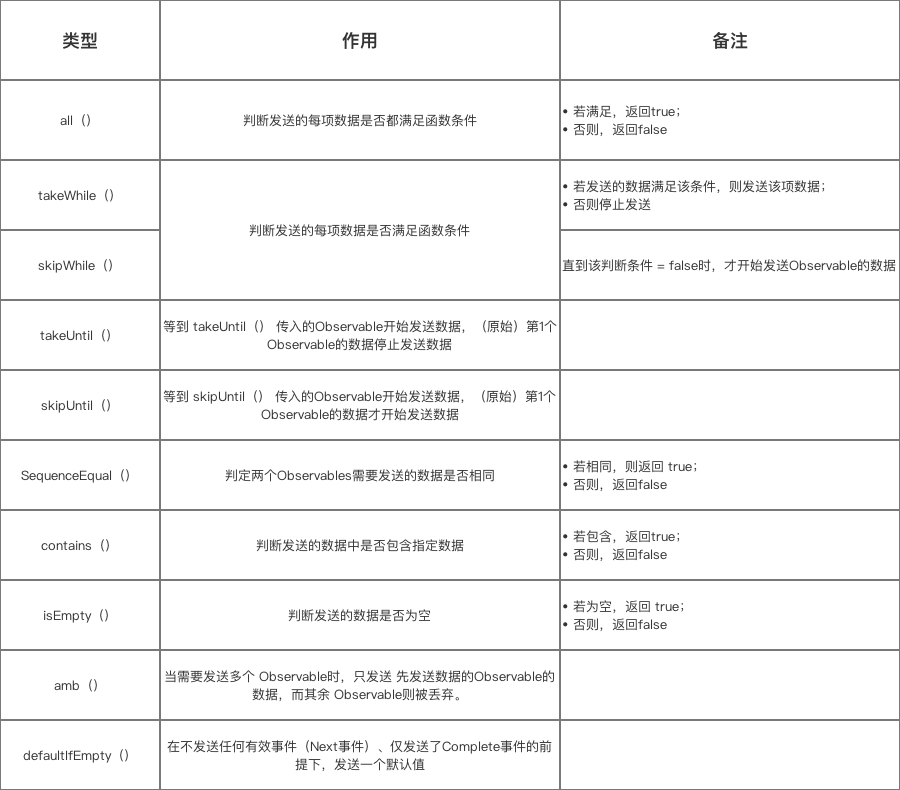 类型
作用
备注
all（）
判断发送的每项数据是否都满足函数条件
• 若满足，返回true；
• 否则，返回false
takeWhile（）
判断发送的每项数据是否满足函数条件
• 若发送的数据满足该条件，则发送该项数据；
• 否则停止发送
skipWhile（）
直到该判断条件 = false时，才开始发送Observable的数据
takeUntil（）
等到 takeUntil（） 传入的Observable开始发送数据，（原始）第1个
Observable的数据停止发送数据
skipUntil（）
等到 skipUntil（） 传入的Observable开始发送数据，（原始）第1个
Observable的数据才开始发送数据
SequenceEqual（）
判定两个Observables需要发送的数据是否相同
• 若相同，则返回 true；
• 否则，返回false
contains（）
判断发送的数据中是否包含指定数据
• 若包含，返回true；
• 否则，返回false
isEmpty（）
判断发送的数据是否为空
• 若为空，返回 true；
• 否则，返回false
amb（）
当需要发送多个 Observable时，只发送 先发送数据的Observable的
数据，而其余 Observable则被丢弃。
defaultIfEmpty（）
在不发送任何有效事件（Next事件）、仅发送了Complete事件的前
提下，发送一个默认值